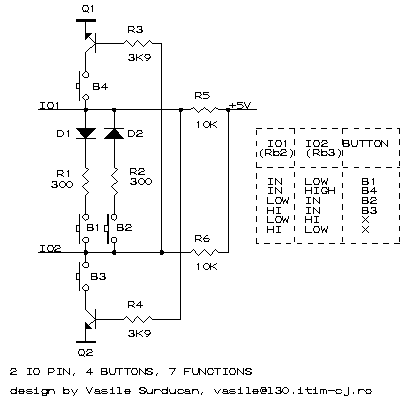 Q1
R3
3K9
B4
R5
IO1
+5V
10K
D1
D2
IO1
IO2
BUTTON
(Rb2)
(Rb3)
R1
R2
300
300
IN LOW B1
IN HIGH B4
LOW IN B2
HI IN B3
LOW HI X
HI LOW X
B1
B2
R6
IO2
10K
B3
R4
3K9
Q2
2 IO PIN, 4 BUTTONS, 7 FUNCTIONS
design by Vasile Surducan, vasile@l30.itim-cj.ro